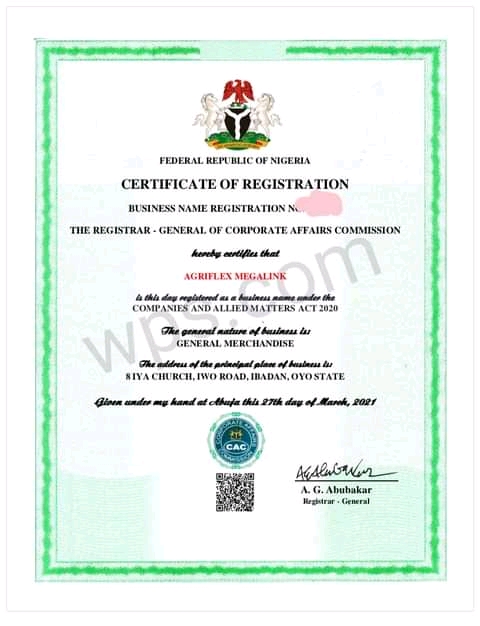 FEDERAL REPUBLIC OF NIGERIA
CERTIFICATE OF REGISTRATION
BUSINESS NAME REGISTRATION
THE REGISTRAR - GENERAL OF CORPORATE AFFAIRS COMMISSION
hereby certifies that
AGRIFLEX MEGALINK
is this day registered as a business name under the
COMPANIES AND ALLIED MATTERS ACT 2020
The general nature of business is:
GENERAL MERCHANDISE
The address of the principal place of business is:
8 IYA CHURCH, IWO ROAD, IBADAN, OYO STATE
Given under my hand at Abuja this 27th day of March, 2021
wps.com
CORPORATE AFFAIRS
CAC
COMMISSION
A. G. Abubakar
Registrar - General